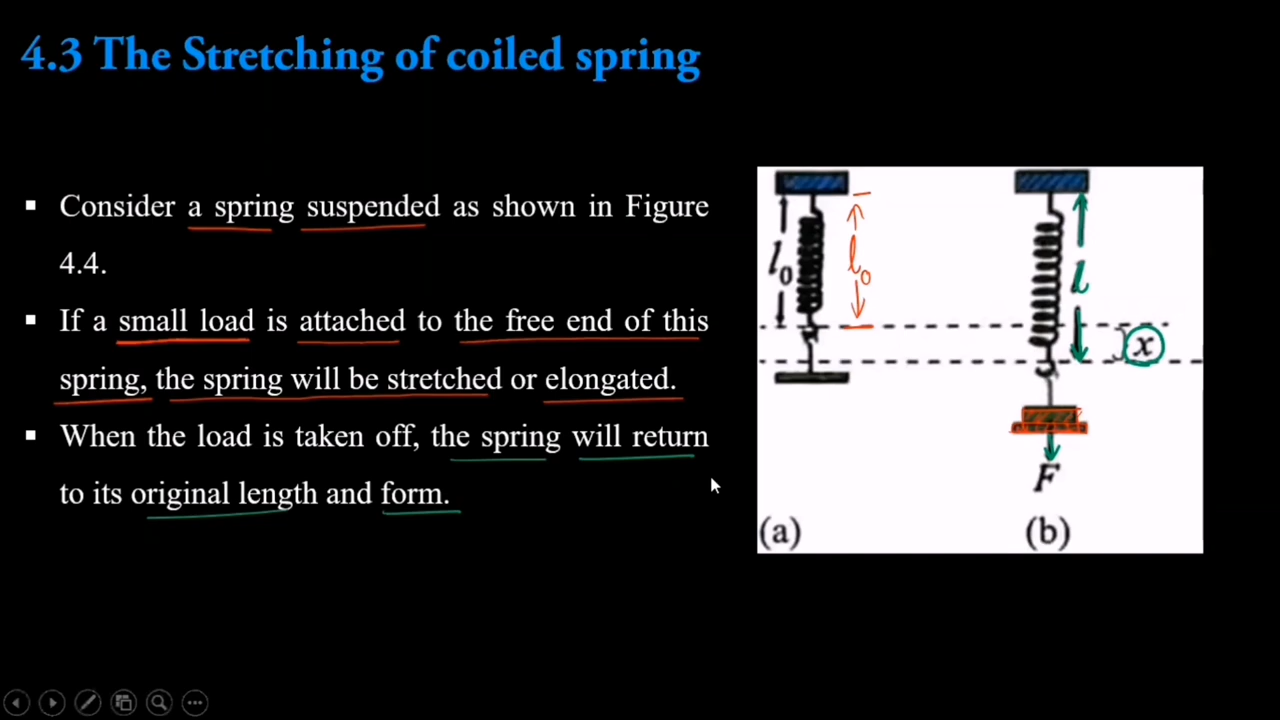 4.3 The Stretching of coiled spring
▪ Consider a spring suspended as shown in Figure
4.4.
▪ If a small load is attached to the free end of this
spring, the spring will be stretched or elongated.
▪ When the load is taken off, the spring will return
to its original length and form.
l₀ l₀ l
x
F
(a) (b)